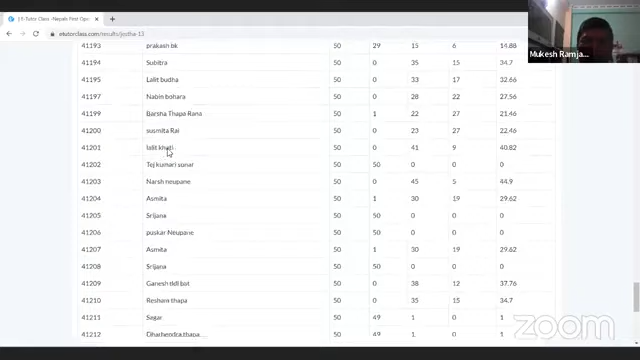 E-Tutor Class -Nepals First Onl
etutorclass.com/results/jestha-13
Mukesh Ramja...
41193 prakash bk 50 29 15 6 14.88
41194 Subitra 50 0 35 15 34.7
41195 Lalit budha 50 0 33 17 32.66
41197 Nabin bohara 50 0 28 22 27.56
41199 Barsha Thapa Rana 50 1 22 27 21.46
41200 susmita Rai 50 0 23 27 22.46
41201 lalit khatri 50 0 41 9 40.82
41202 Tej kumari sunar 50 50 0 0 0
41203 Narsh neupane 50 0 45 5 44.9
41204 Asmita 50 1 30 19 29.62
41205 Srijana 50 50 0 0 0
41206 puskar Neupane 50 50 0 0 0
41207 Asmita 50 1 30 19 29.62
41208 Srijana 50 50 0 0 0
41209 Ganesh 50 0 38 12 37.76
41210 Resham thapa 50 0 35 15 34.7
41211 Sagar 50 49 1 0 1
41212 50 49 1 0 1
zoom